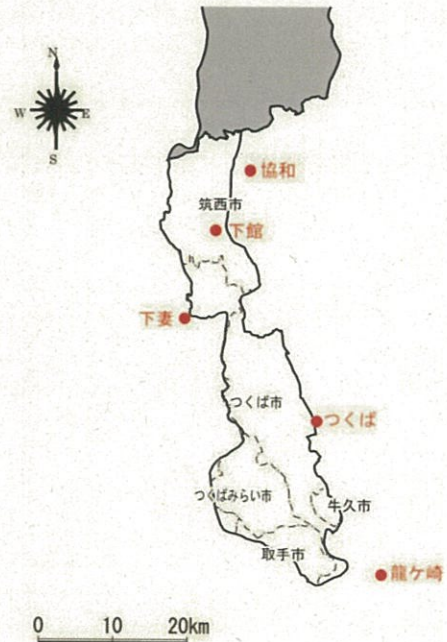 N
W E
S
協和
筑西市
下館
下妻
つくば市
つくば
つくばみらい市
牛久市
取手市
龍ケ崎
0 10 20km